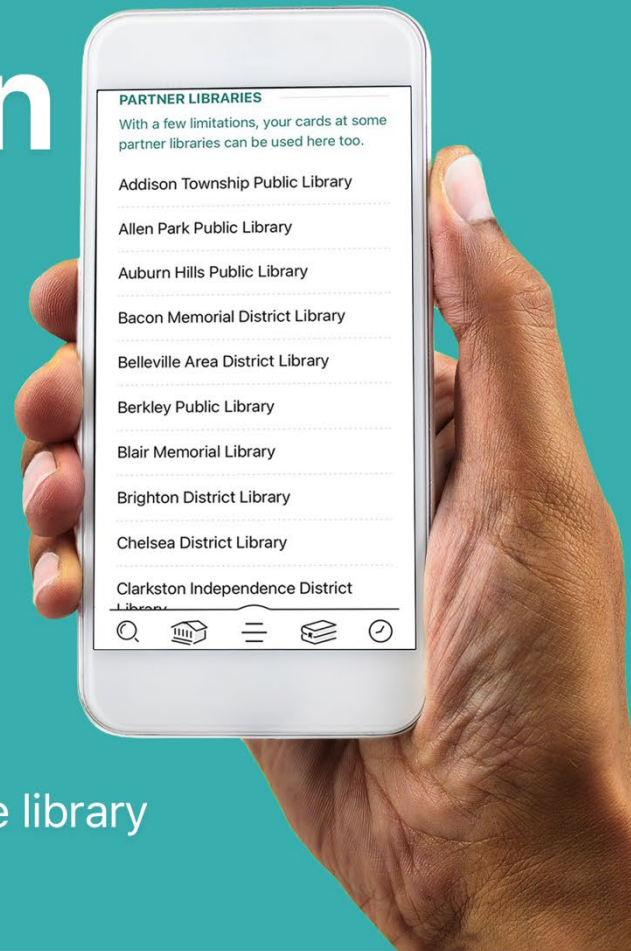 n
PARTNER LIBRARIES
With a few limitations, your cards at some
partner libraries can be used here too.
Addison Township Public Library
Allen Park Public Library
Auburn Hills Public Library
Bacon Memorial District Library
Belleville Area District Library
Berkley Public Library
Blair Memorial Library
Brighton District Library
Chelsea District Library
Clarkston Independence District
Library
e library